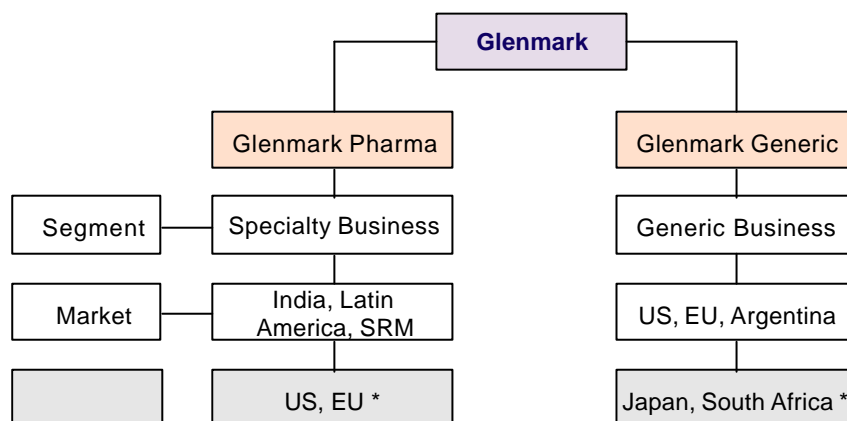 Glenmark
Glenmark Pharma
Glenmark Generic
Segment
Specialty Business
Generic Business
Market
India, Latin
America, SRM
US, EU, Argentina
US, EU *
Japan, South Africa *